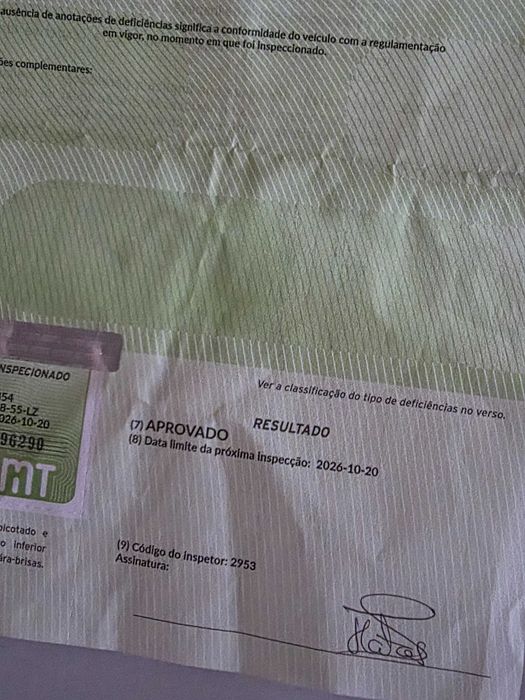 ausência de anotações de deficiências significa a conformidade do veículo com a regulamentação
em vigor, no momento em que foi inspeccionado.
ões complementares:
NSPECIONADO
54
8-55-LZ
026-10-20
96290
MT
Ver a classificação do tipo de deficiências no verso.
RESULTADO
(7) APROVADO
(8) Data limite da próxima inspecção: 2026-10-20
picotado e
o inferior
ára-brisas.
(9) Código do inspetor: 2953
Assinatura: